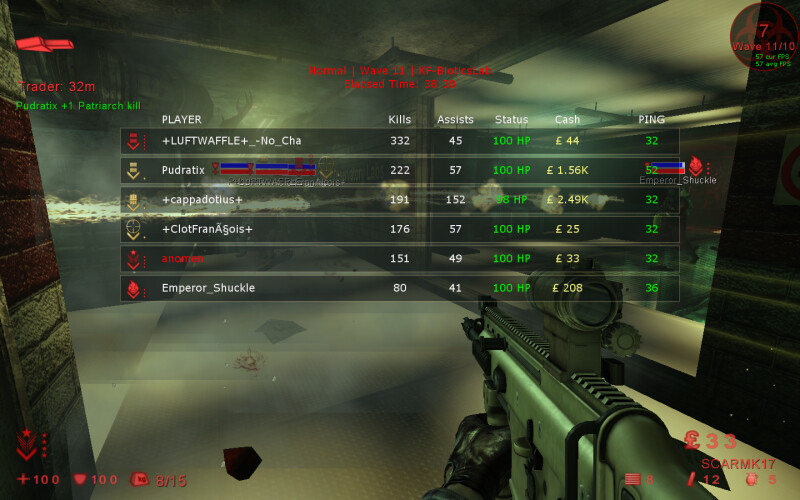 7
Wave 11/10
57 avg FPS
Normal | Wave 11 | KF-BioticsLab
Trader: 32m
Pudratix +1 Patriarch kill
PLAYER Kills Assists Status Cash PING
+LUFTWAFFLE+_-No_Cha 332 45 100 HP £ 44 32
Pudratix 222 57 100 HP £ 1.56K 52
Emperor_Shuckle
+cappadotius+ 191 152 98 HP £ 2.49K 32
+ClotFranÃ§ois+ 176 57 100 HP £ 25 32
anomen 151 49 100 HP £ 33 32
Emperor_Shuckle 80 41 100 HP £ 208 36
£ 33
SCARMK17
100 100 8/15 8 12 5